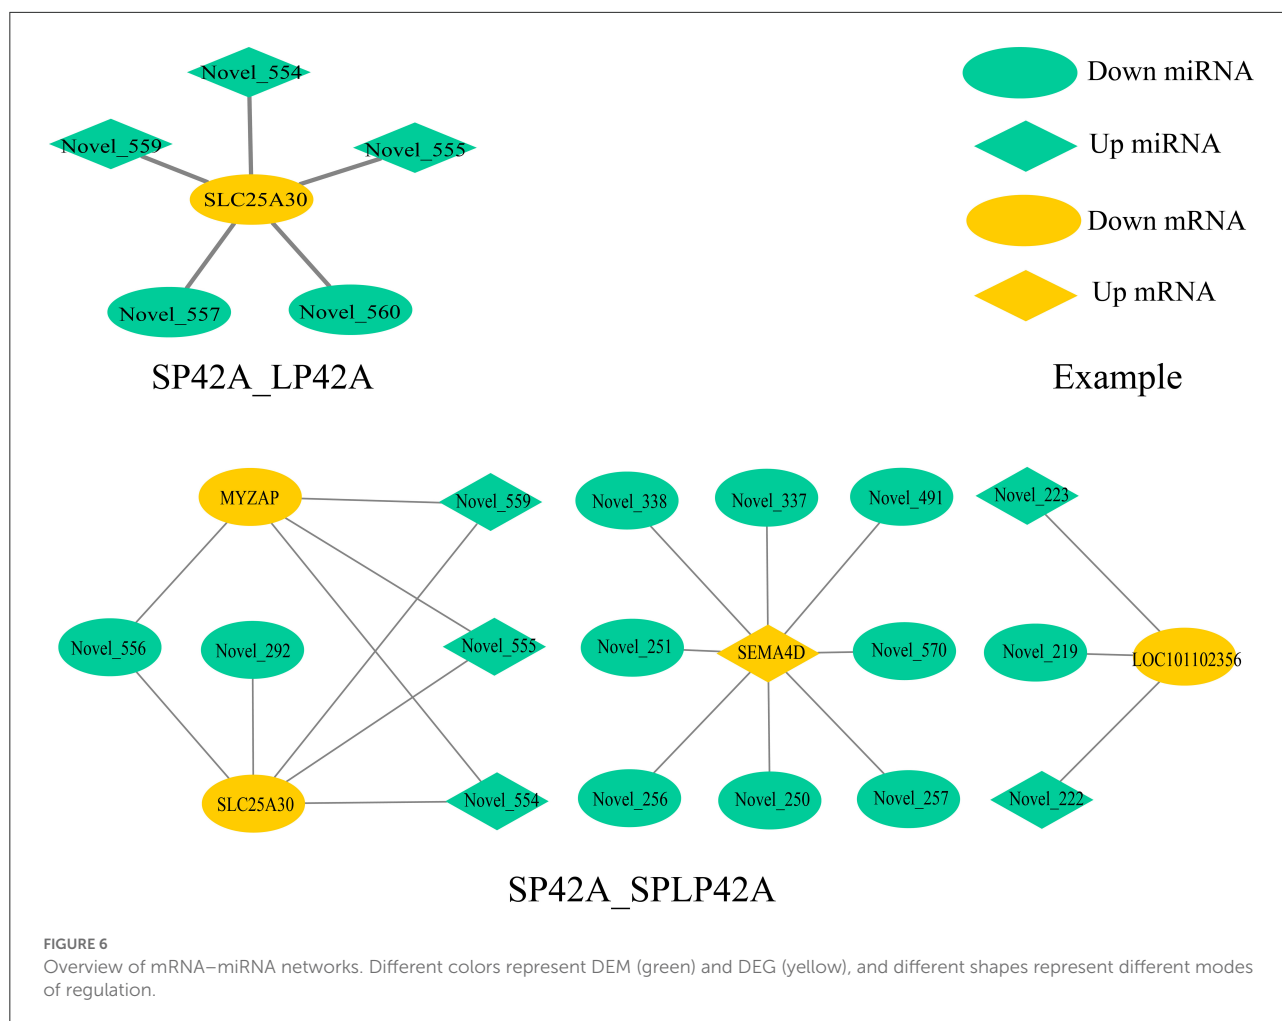 Novel_554
Novel_559
Novel_555
SLC25A30
Novel_557
Novel_560
SP42A_LP42A
Down miRNA
Up miRNA
Down mRNA
Up mRNA
Example
MYZAP
Novel_559
Novel_338
Novel_337
Novel_491
Novel_223
Novel_556
Novel_292
Novel_555
Novel_251
SEMA4D
Novel_570
Novel_219
LOC101102356
SLC25A30
Novel_554
Novel_256
Novel_250
Novel_257
Novel_222
SP42A_SPLP42A
FIGURE 6
Overview of mRNA–miRNA networks. Different colors represent DEM (green) and DEG (yellow), and different shapes represent different modes
of regulation.